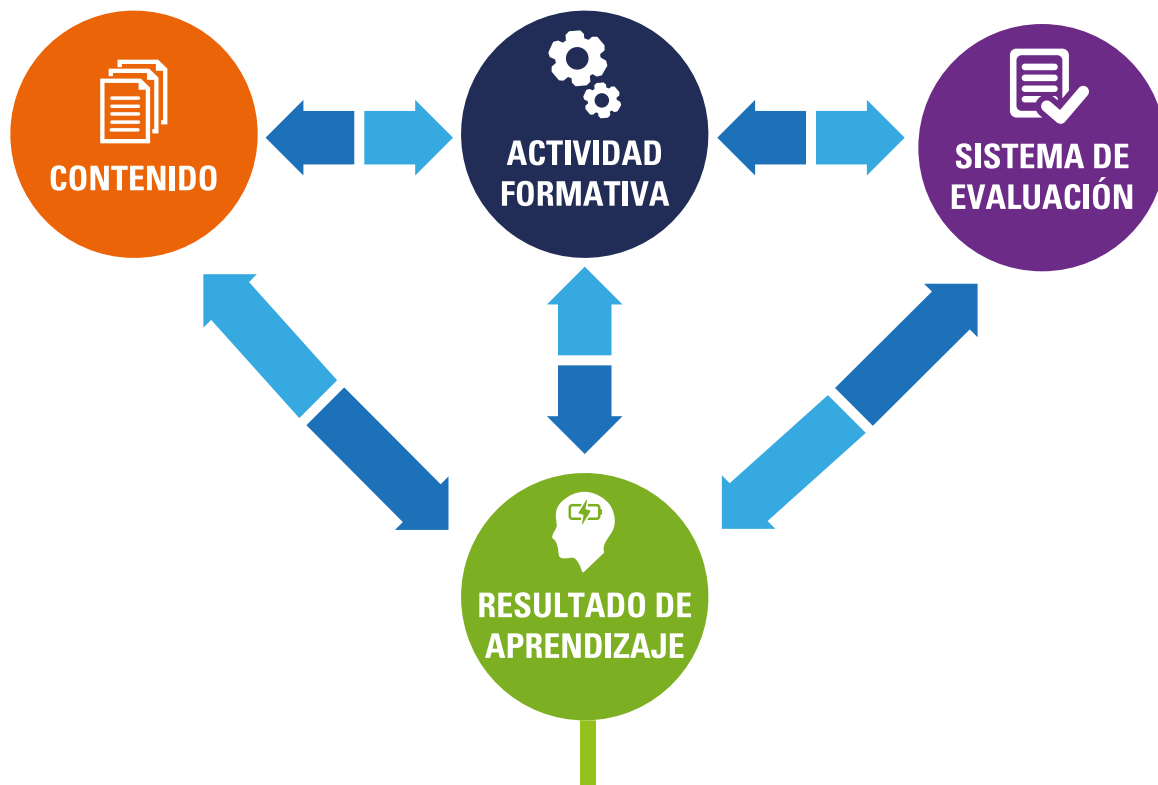 CONTENIDO
ACTIVIDAD
FORMATIVA
SISTEMA DE
EVALUACIÓN
RESULTADO DE
APRENDIZAJE